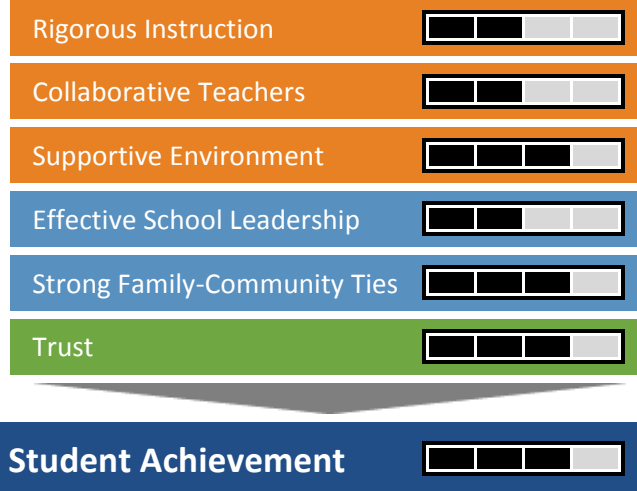 Rigorous Instruction
Collaborative Teachers
Supportive Environment
Effective School Leadership
Strong Family-Community Ties
Trust
Student Achievement